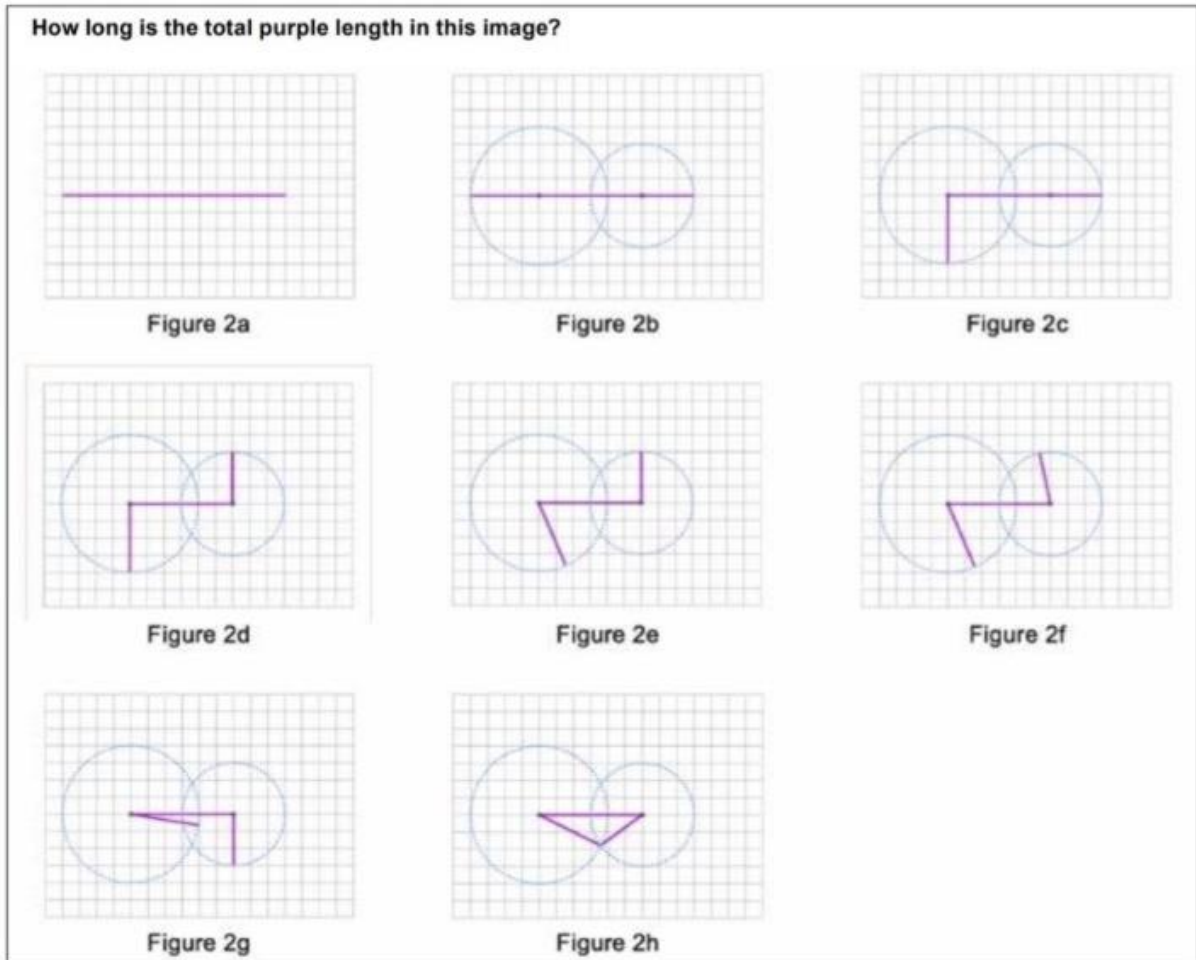 How long is the total purple length in this image?
Figure 2a
Figure 2b
Figure 2c
Figure 2d
Figure 2e
Figure 2f
Figure 2g
Figure 2h